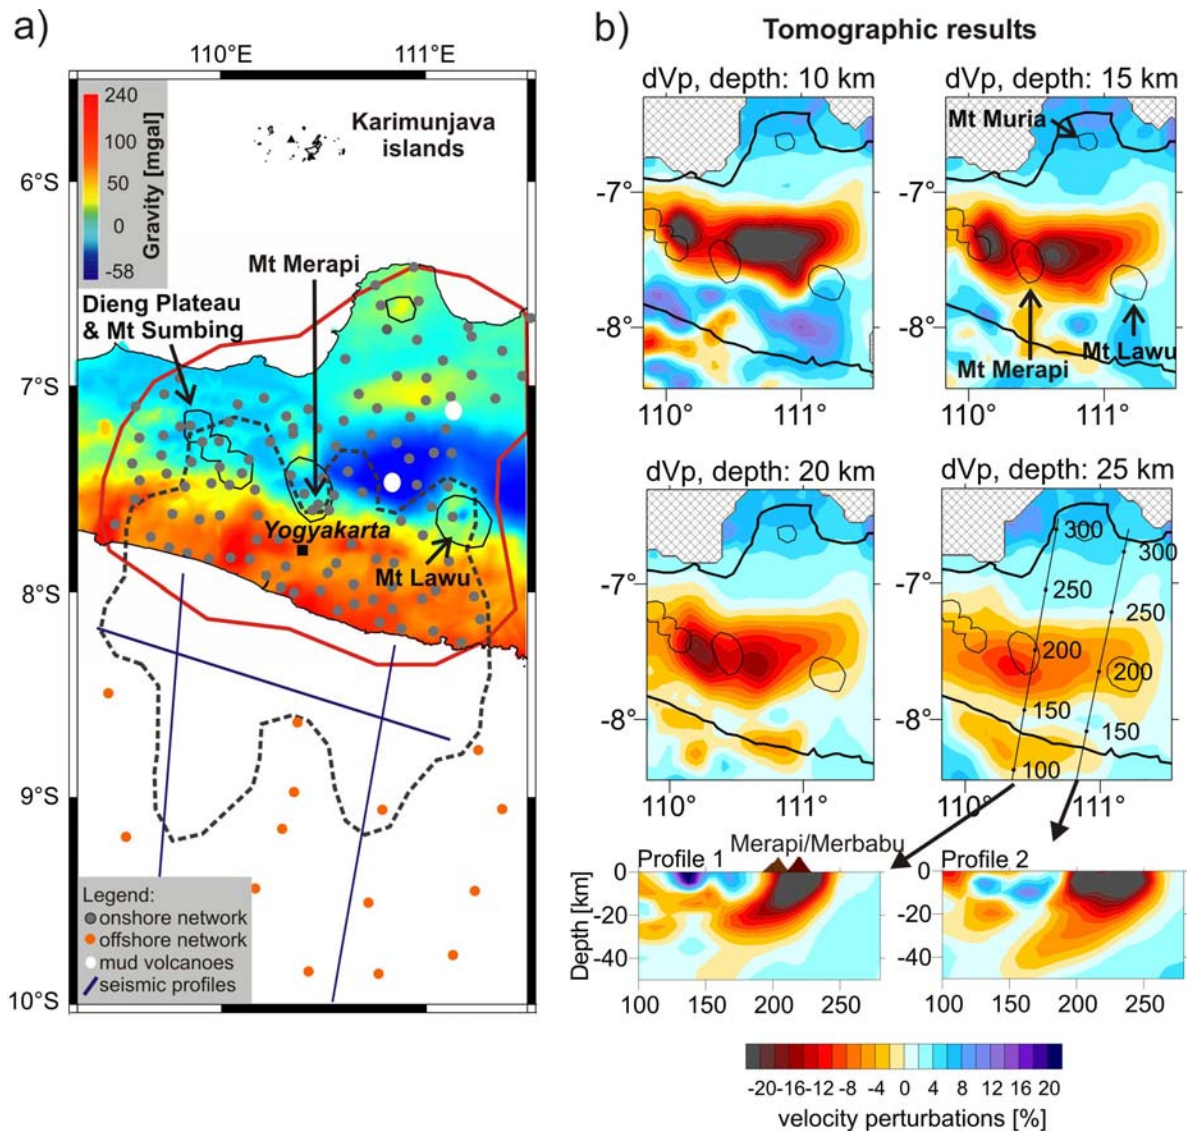 a)
110°E
111°E
240
100
50
0
-58
Gravity [mgal]
Karimunjava
islands
6°S
Mt Merapi
Dieng Plateau
& Mt Sumbing
7°S
Yogyakarta
Mt Lawu
8°S
9°S
Legend:
onshore network
offshore network
mud volcanoes
seismic profiles
10°S
b)
Tomographic results
dVp, depth: 10 km
dVp, depth: 15 km
Mt Muria
-7°
-8°
Mt Merapi
Mt Lawu
110°
111°
110°
111°
dVp, depth: 20 km
dVp, depth: 25 km
300
300
250
250
200
200
150
150
100
-7°
-8°
110°
111°
110°
111°
Merapi/Merbabu
Profile 1
Profile 2
Depth [km]
0
-20
-40
0
-20
-40
100 150 200 250
100 150 200 250
-20 -16 -12 -8 -4 0 4 8 12 16 20
velocity perturbations [%]